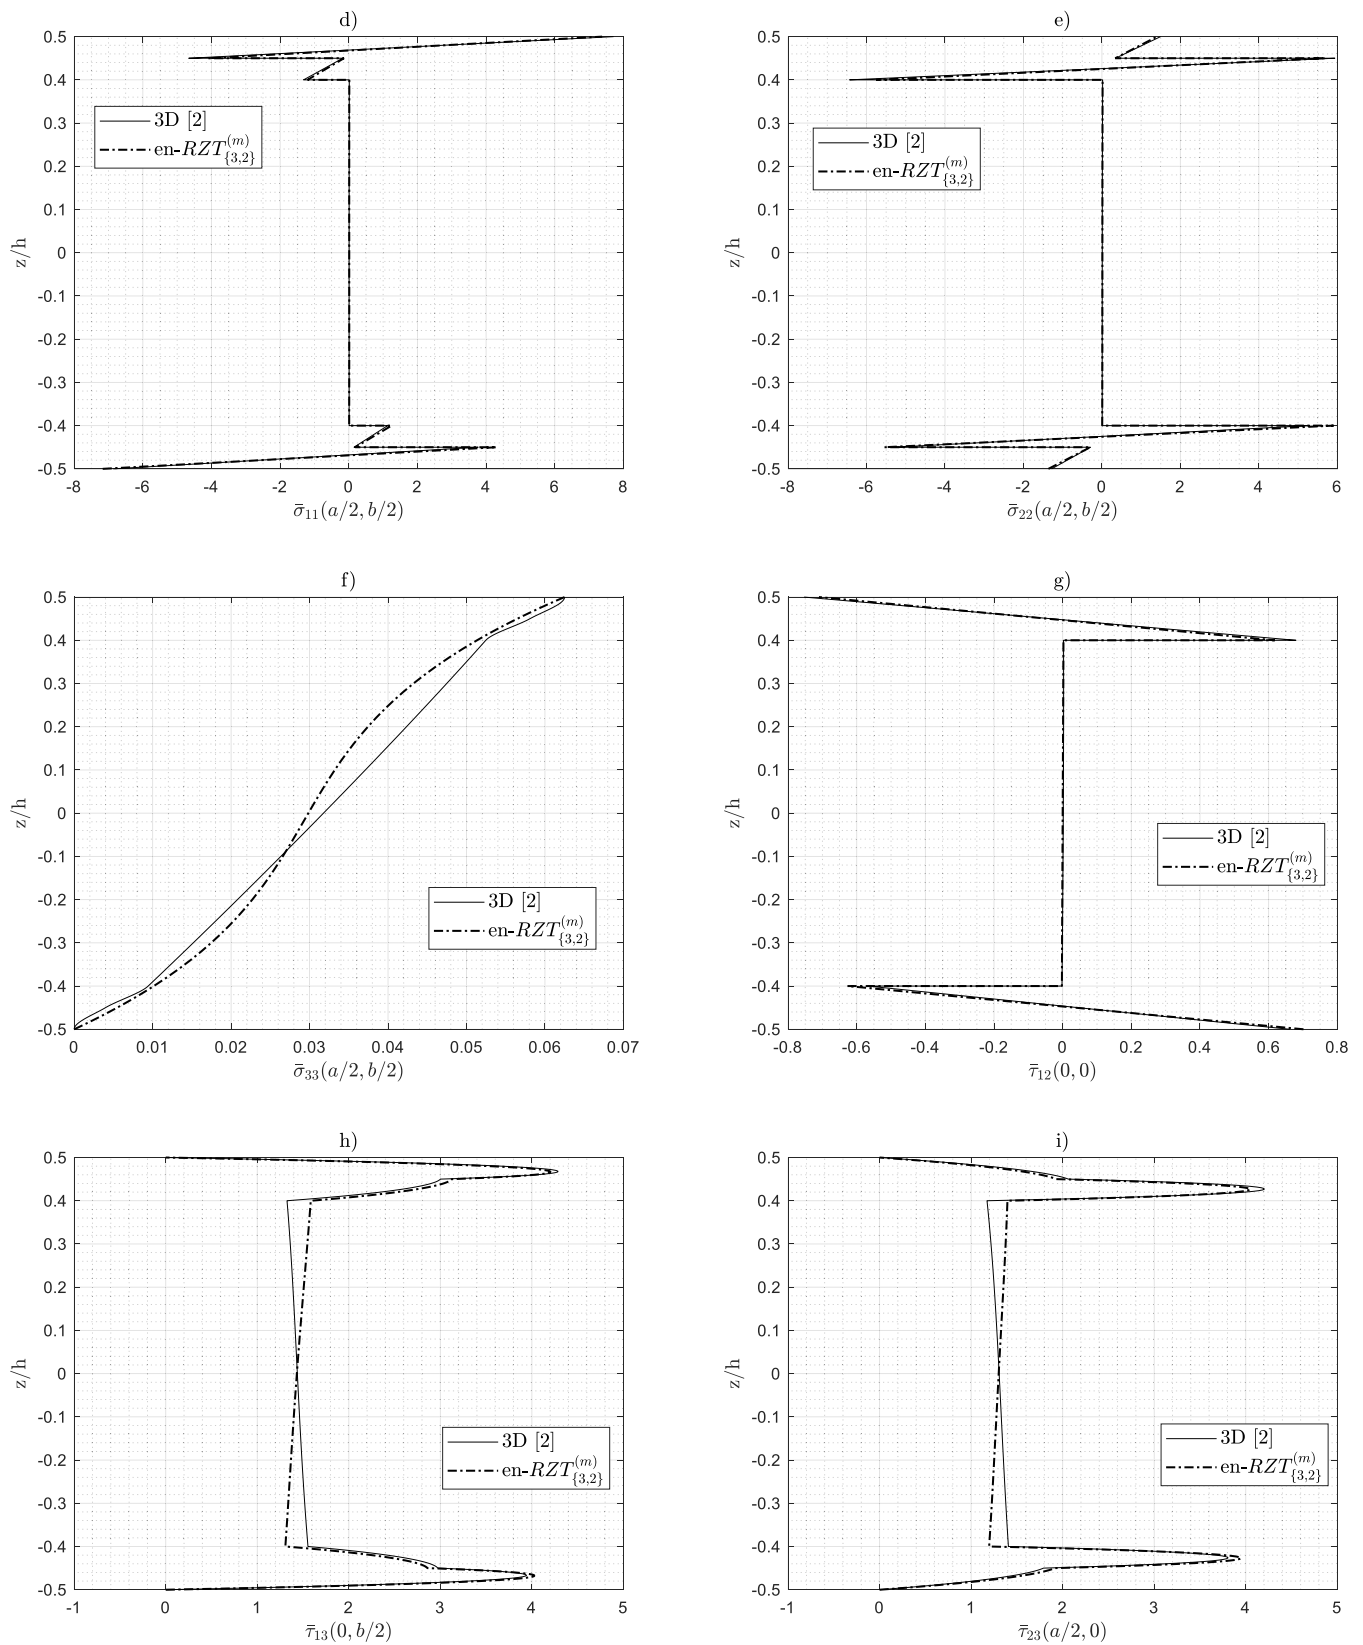 d)
0.5
0.4
0.3
0.2
0.1
0
-0.1
-0.2
-0.3
-0.4
-0.5
z/h
3D [2]
en-$RZT^{(m)}_{\{3,2\}}$
-8 -6 -4 -2 0 2 4 6 8
$\bar{\sigma}_{11}(a/2, b/2)$
e)
0.5
0.4
0.3
0.2
0.1
0
-0.1
-0.2
-0.3
-0.4
-0.5
z/h
3D [2]
en-$RZT^{(m)}_{\{3,2\}}$
-8 -6 -4 -2 0 2 4 6
$\bar{\sigma}_{22}(a/2, b/2)$
f)
0.5
0.4
0.3
0.2
0.1
0
-0.1
-0.2
-0.3
-0.4
-0.5
z/h
3D [2]
en-$RZT^{(m)}_{\{3,2\}}$
0 0.01 0.02 0.03 0.04 0.05 0.06 0.07
$\bar{\sigma}_{33}(a/2, b/2)$
g)
0.5
0.4
0.3
0.2
0.1
0
-0.1
-0.2
-0.3
-0.4
-0.5
z/h
3D [2]
en-$RZT^{(m)}_{\{3,2\}}$
-0.8 -0.6 -0.4 -0.2 0 0.2 0.4 0.6 0.8
$\bar{\tau}_{12}(0, 0)$
h)
0.5
0.4
0.3
0.2
0.1
0
-0.1
-0.2
-0.3
-0.4
-0.5
z/h
3D [2]
en-$RZT^{(m)}_{\{3,2\}}$
-1 0 1 2 3 4 5
$\bar{\tau}_{13}(0, b/2)$
i)
0.5
0.4
0.3
0.2
0.1
0
-0.1
-0.2
-0.3
-0.4
-0.5
z/h
3D [2]
en-$RZT^{(m)}_{\{3,2\}}$
-1 0 1 2 3 4 5
$\bar{\tau}_{23}(a/2, 0)$